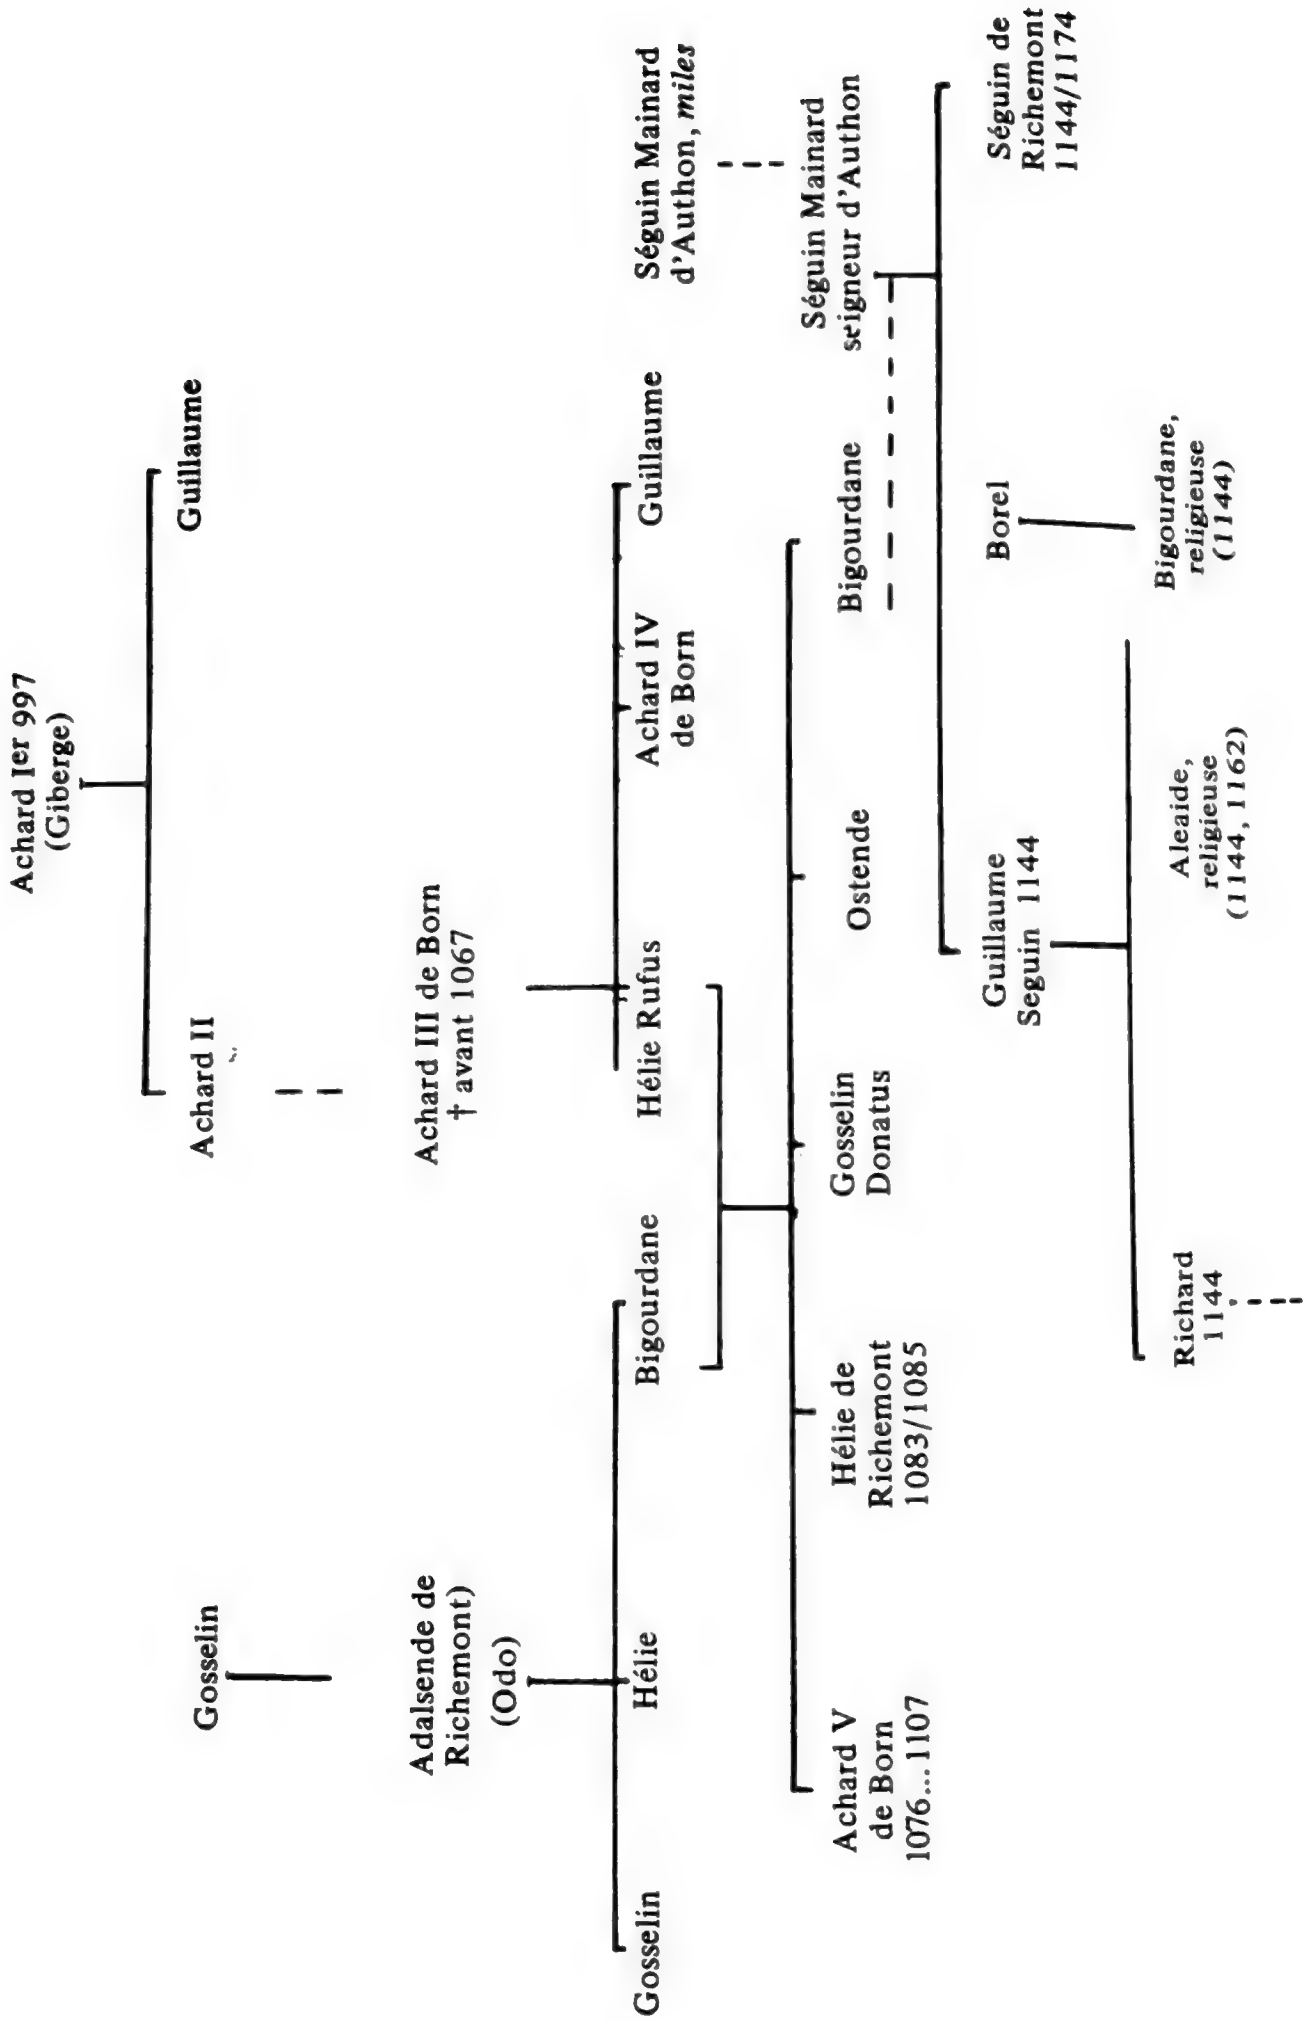 Achard Ier 997
(Giberge)
Gosselin
Achard II
Guillaume
Adalsende de
Richemont)
(Odo)
Achard III de Born
† avant 1067
Gosselin
Hélie
Bigourdane
Hélie Rufus
Achard IV
de Born
Guillaume
Séguin Mainard
d'Authon, miles
Achard V
de Born
1076...1107
Hélie de
Richemont
1083/1085
Gosselin
Donatus
Ostende
Bigourdane
Séguin Mainard
seigneur d'Authon
Guillaume
Seguin 1144
Borel
Séguin de
Richemont
1144/1174
Richard
1144
Aleaide,
religieuse
(1144, 1162)
Bigourdane,
religieuse
(1144)